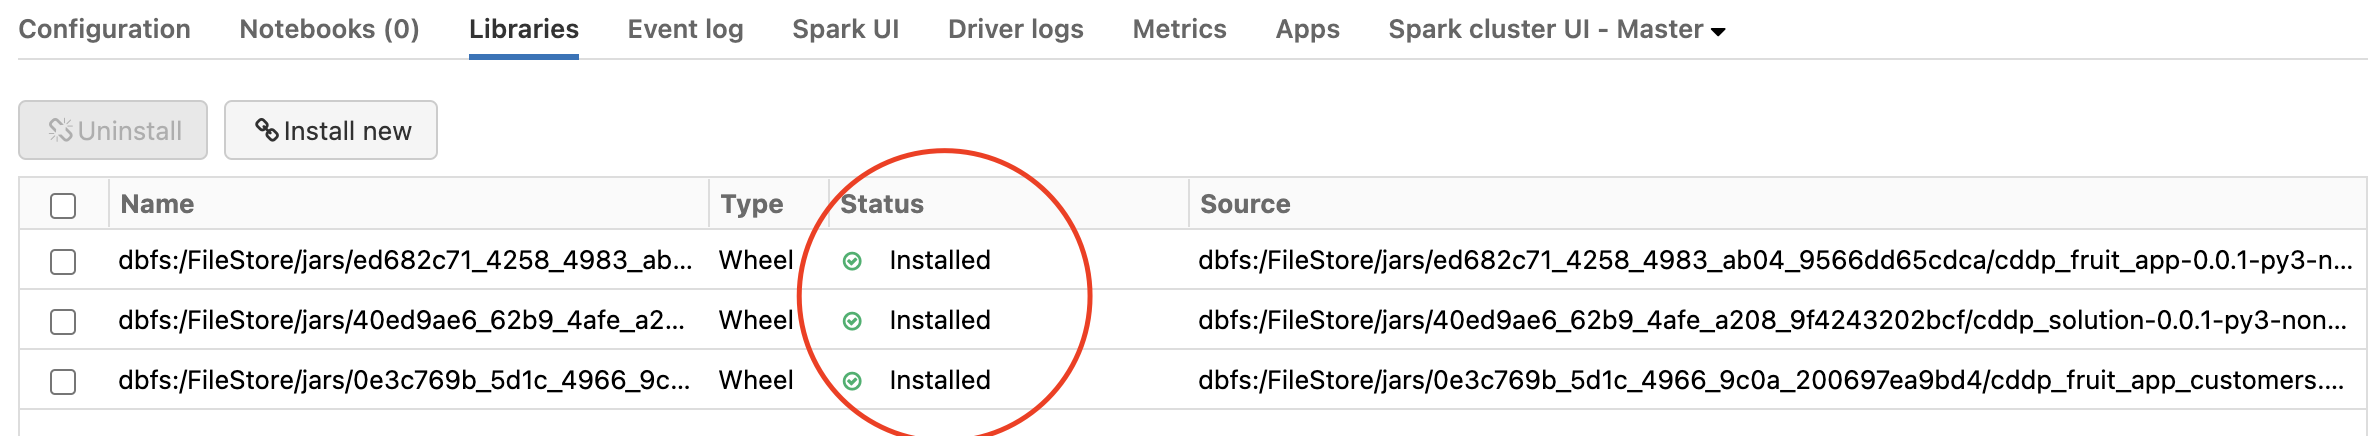 Configuration Notebooks (0) Libraries Event log Spark UI Driver logs Metrics Apps Spark cluster UI - Master
Uninstall Install new
Name Type Status Source
dbfs:/FileStore/jars/ed682c71_4258_4983_ab... Wheel Installed dbfs:/FileStore/jars/ed682c71_4258_4983_ab04_9566dd65cdca/cddp_fruit_app-0.0.1-py3-n...
dbfs:/FileStore/jars/40ed9ae6_62b9_4afe_a2... Wheel Installed dbfs:/FileStore/jars/40ed9ae6_62b9_4afe_a208_9f4243202bcf/cddp_solution-0.0.1-py3-non...
dbfs:/FileStore/jars/0e3c769b_5d1c_4966_9c... Wheel Installed dbfs:/FileStore/jars/0e3c769b_5d1c_4966_9c0a_200697ea9bd4/cddp_fruit_app_customers....